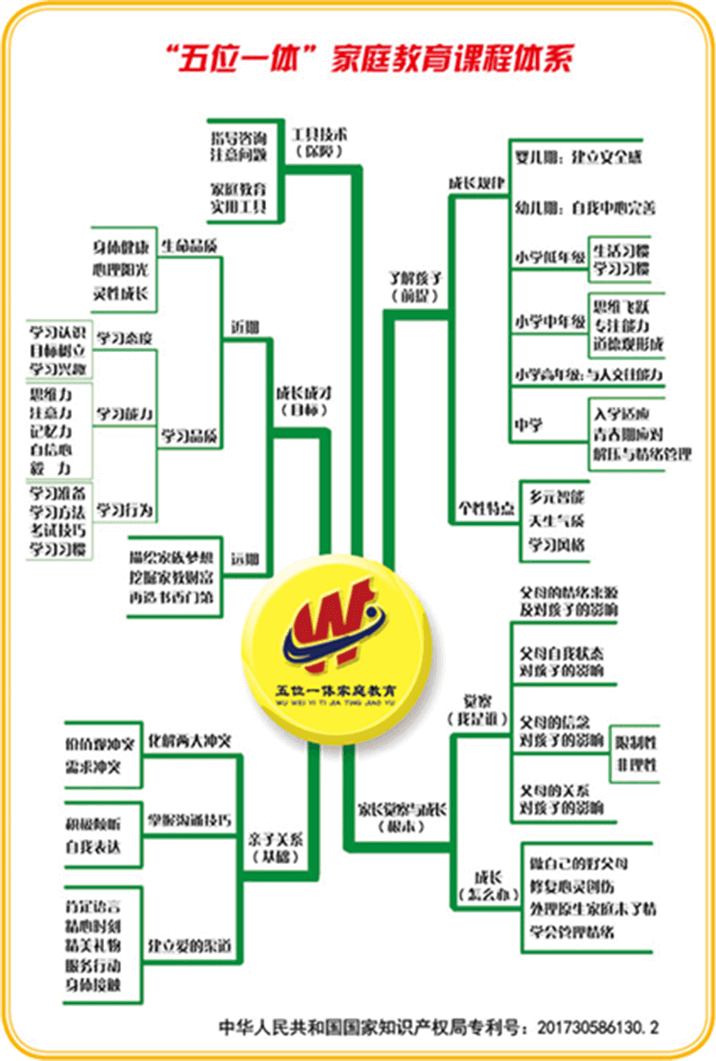 “五位一体”家庭教育课程体系
工具技术
（保障）
指导咨询
注意问题
家庭教育
实用工具
了解孩子
（前提）
成长规律
婴儿期：建立安全感
幼儿期：自我中心完善
小学低年级
生活习惯
学习习惯
小学中年级
思维飞跃
专注能力
道德观形成
小学高年级：与人交往能力
中学
入学适应
青春期应对
解压与情绪管理
个性特点
多元智能
天生气质
学习风格
成长成才
（目标）
近期
生命品质
身体健康
心理阳光
灵性成长
学习品质
学习态度
学习认识
目标树立
学习兴趣
学习能力
思维力
注意力
记忆力
自信心
毅 力
学习行为
学习准备
学习方法
考试技巧
学习习惯
远期
描绘家族梦想
挖掘家教财富
再造书香门第
W
五位一体家庭教育
WU WEI YI TI JIA TING JIAO YU
家长觉察与成长
（根本）
觉察
（我是谁）
父母的情绪来源
及对孩子的影响
父母自我状态
对孩子的影响
父母的信念
对孩子的影响
限制性
非理性
父母的关系
对孩子的影响
成长
（怎么办）
做自己的好父母
修复心灵创伤
处理原生家庭未了情
学会管理情绪
亲子关系
（基础）
化解两大冲突
价值观冲突
需求冲突
掌握沟通技巧
积极倾听
自我表达
建立爱的渠道
肯定语言
精心时刻
精美礼物
服务行动
身体接触
中华人民共和国国家知识产权局专利号：201730586130.2